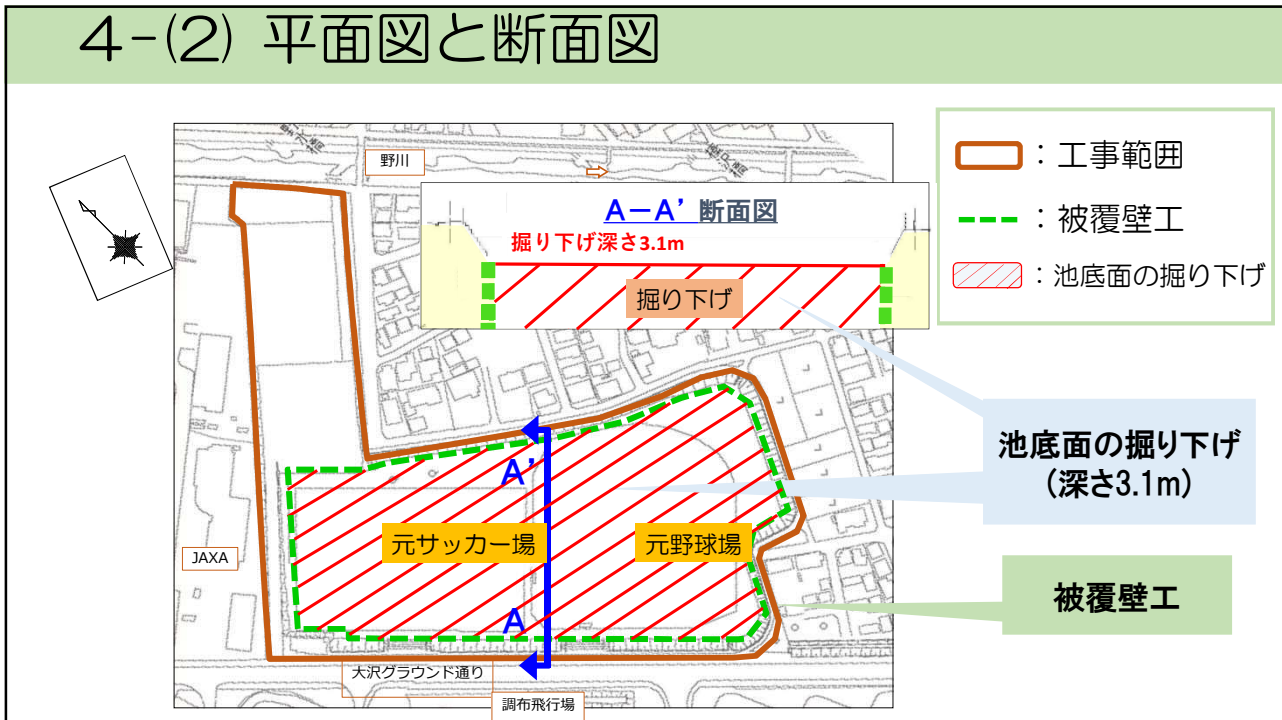 4-(2) 平面図と断面図
野川
A-A’ 断面図
掘り下げ深さ3.1m
掘り下げ
:工事範囲
:被覆壁工
:池底面の掘り下げ
池底面の掘り下げ
(深さ3.1m)
A’
元サッカー場
元野球場
JAXA
A
被覆壁工
大沢グラウンド通り
調布飛行場